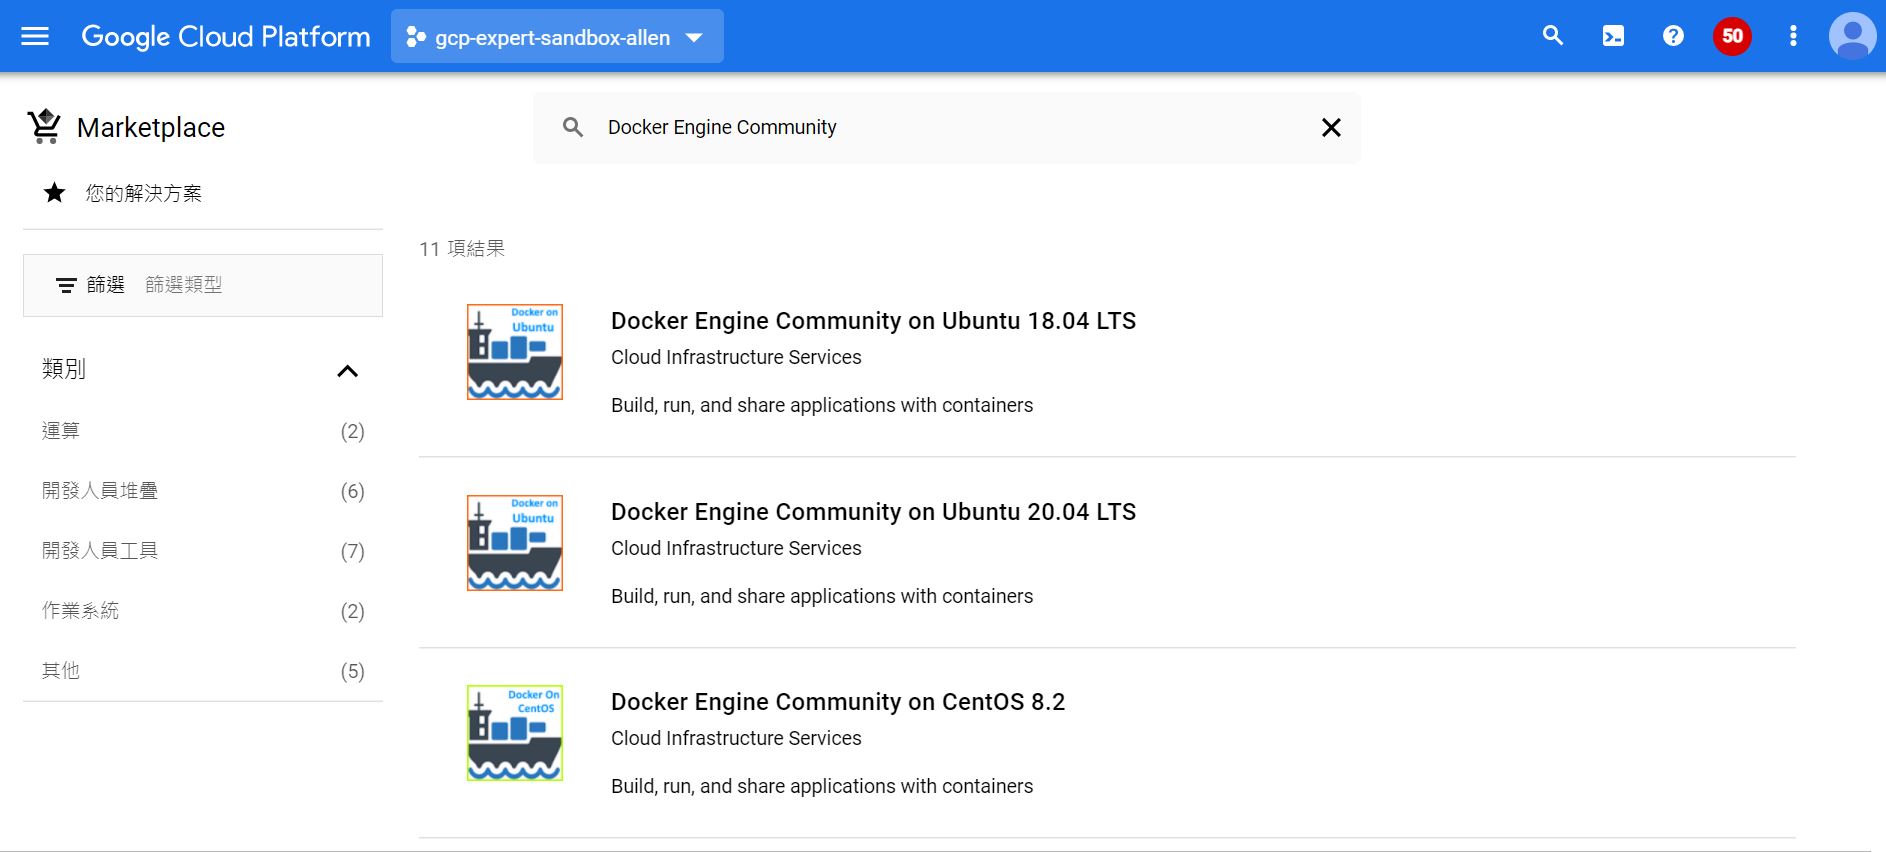 Google Cloud Platform
gcp-expert-sandbox-allen
50
Marketplace
Docker Engine Community
您的解決方案
篩選 篩選類型
類別
運算 (2)
開發人員堆疊 (6)
開發人員工具 (7)
作業系統 (2)
其他 (5)
11 項結果
Docker on
Ubuntu
Docker Engine Community on Ubuntu 18.04 LTS
Cloud Infrastructure Services
Build, run, and share applications with containers
Docker on
Ubuntu
Docker Engine Community on Ubuntu 20.04 LTS
Cloud Infrastructure Services
Build, run, and share applications with containers
Docker On
CentOS
Docker Engine Community on CentOS 8.2
Cloud Infrastructure Services
Build, run, and share applications with containers